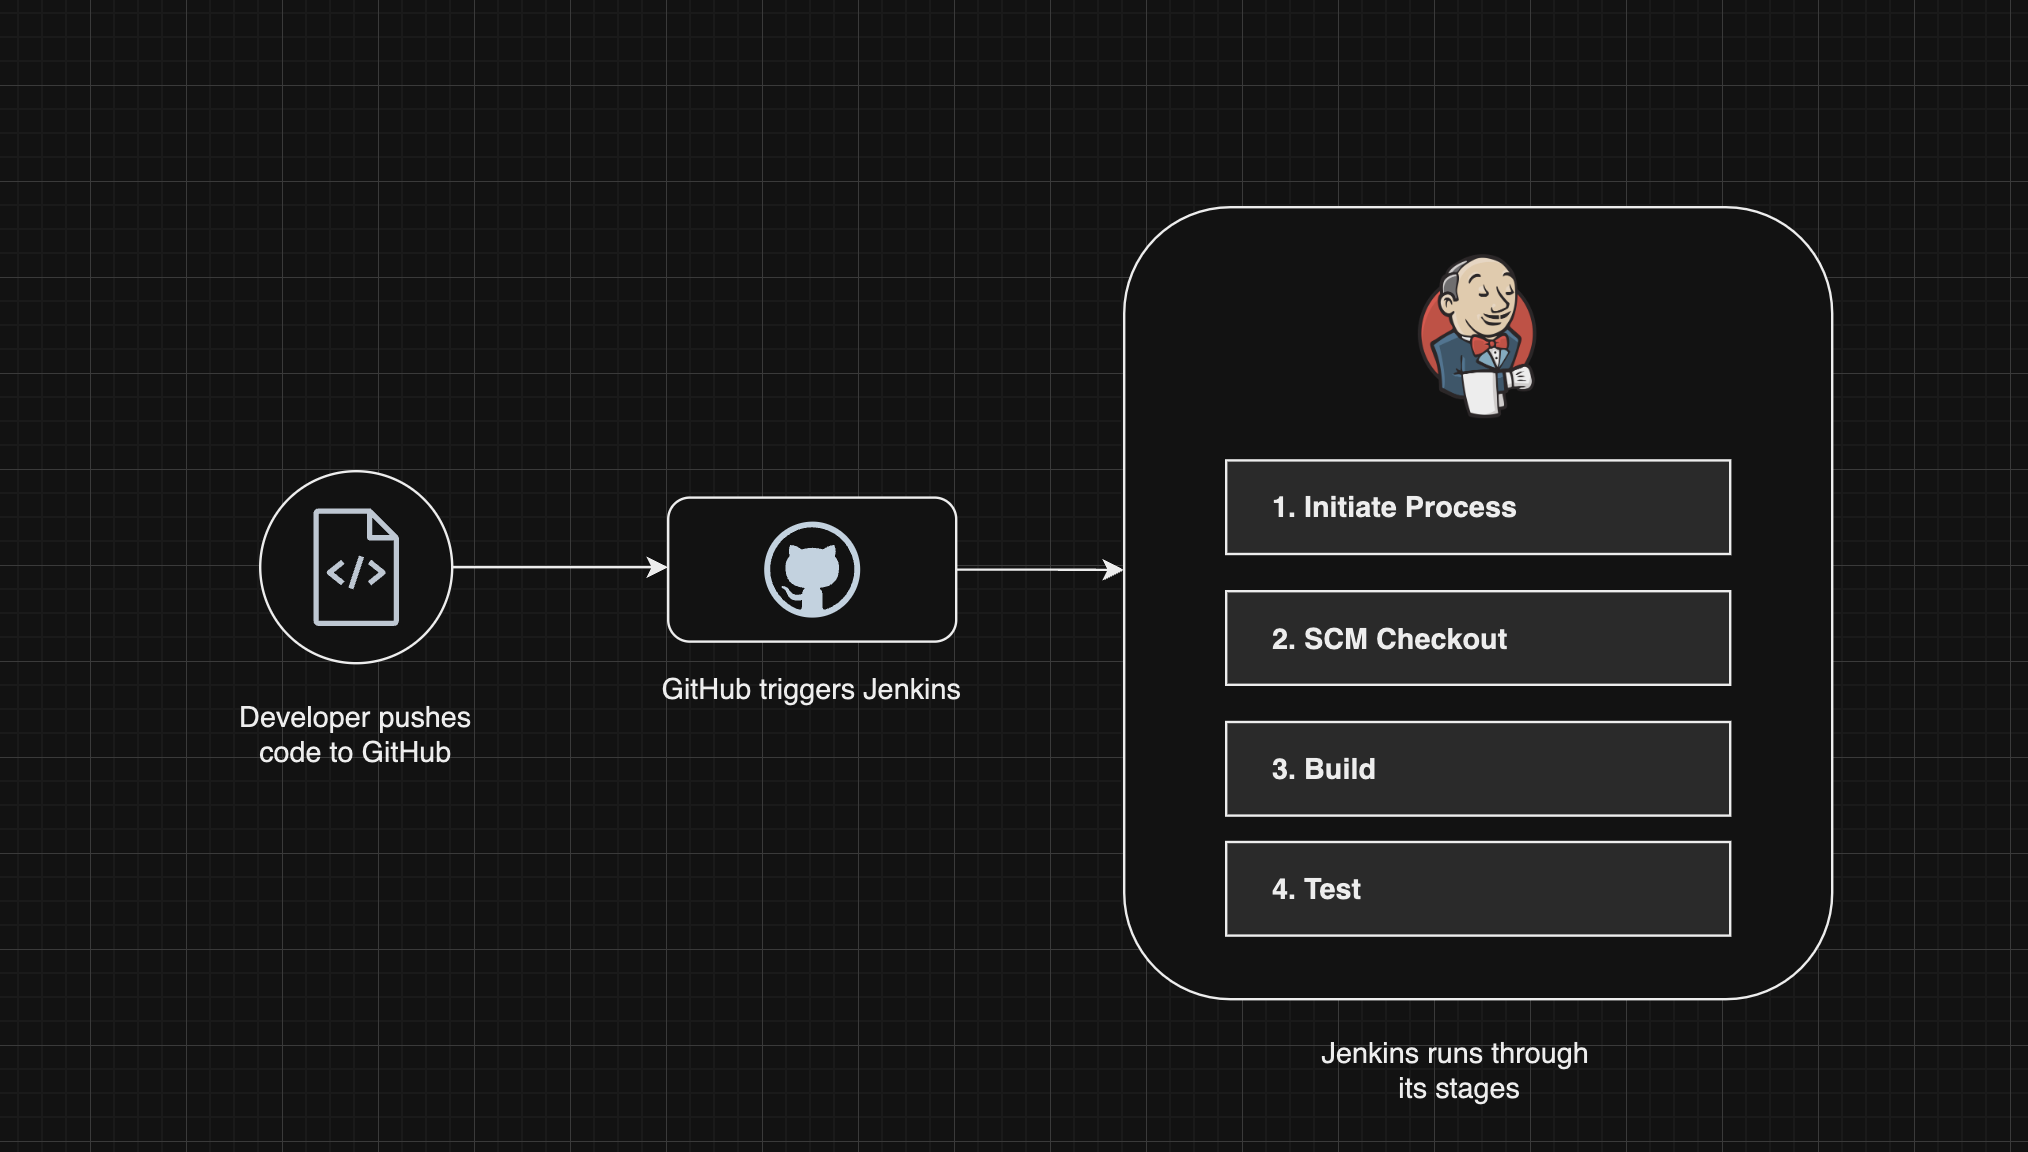 Developer pushes
code to GitHub
</>
GitHub triggers Jenkins
1. Initiate Process
2. SCM Checkout
3. Build
4. Test
Jenkins runs through
its stages